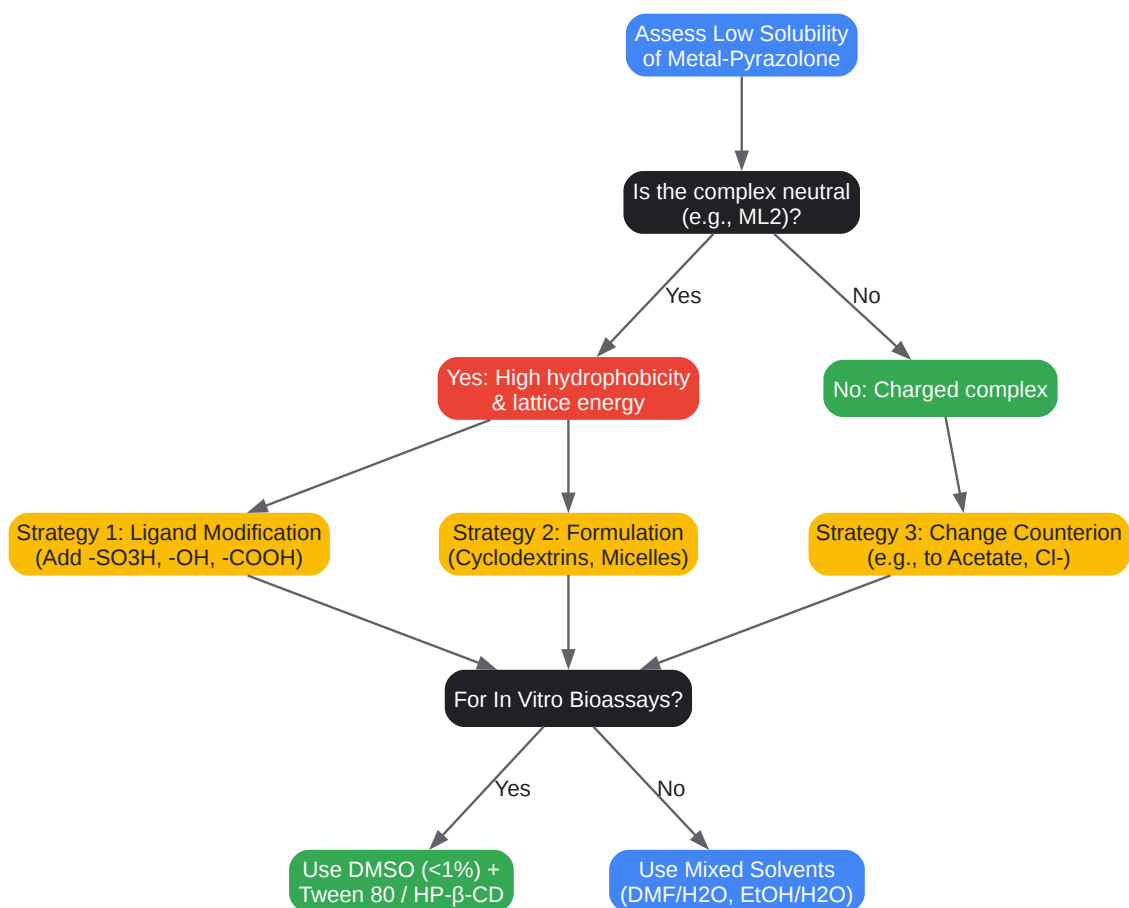 Assess Low Solubility
of Metal-Pyrazolone
Is the complex neutral
(e.g., ML2)?
Yes
No
Yes: High hydrophobicity
& lattice energy
No: Charged complex
Strategy 1: Ligand Modification
(Add -SO3H, -OH, -COOH)
Strategy 2: Formulation
(Cyclodextrins, Micelles)
Strategy 3: Change Counterion
(e.g., to Acetate, Cl-)
For In Vitro Bioassays?
Yes
No
Use DMSO (<1%) +
Tween 80 / HP-β-CD
Use Mixed Solvents
(DMF/H2O, EtOH/H2O)